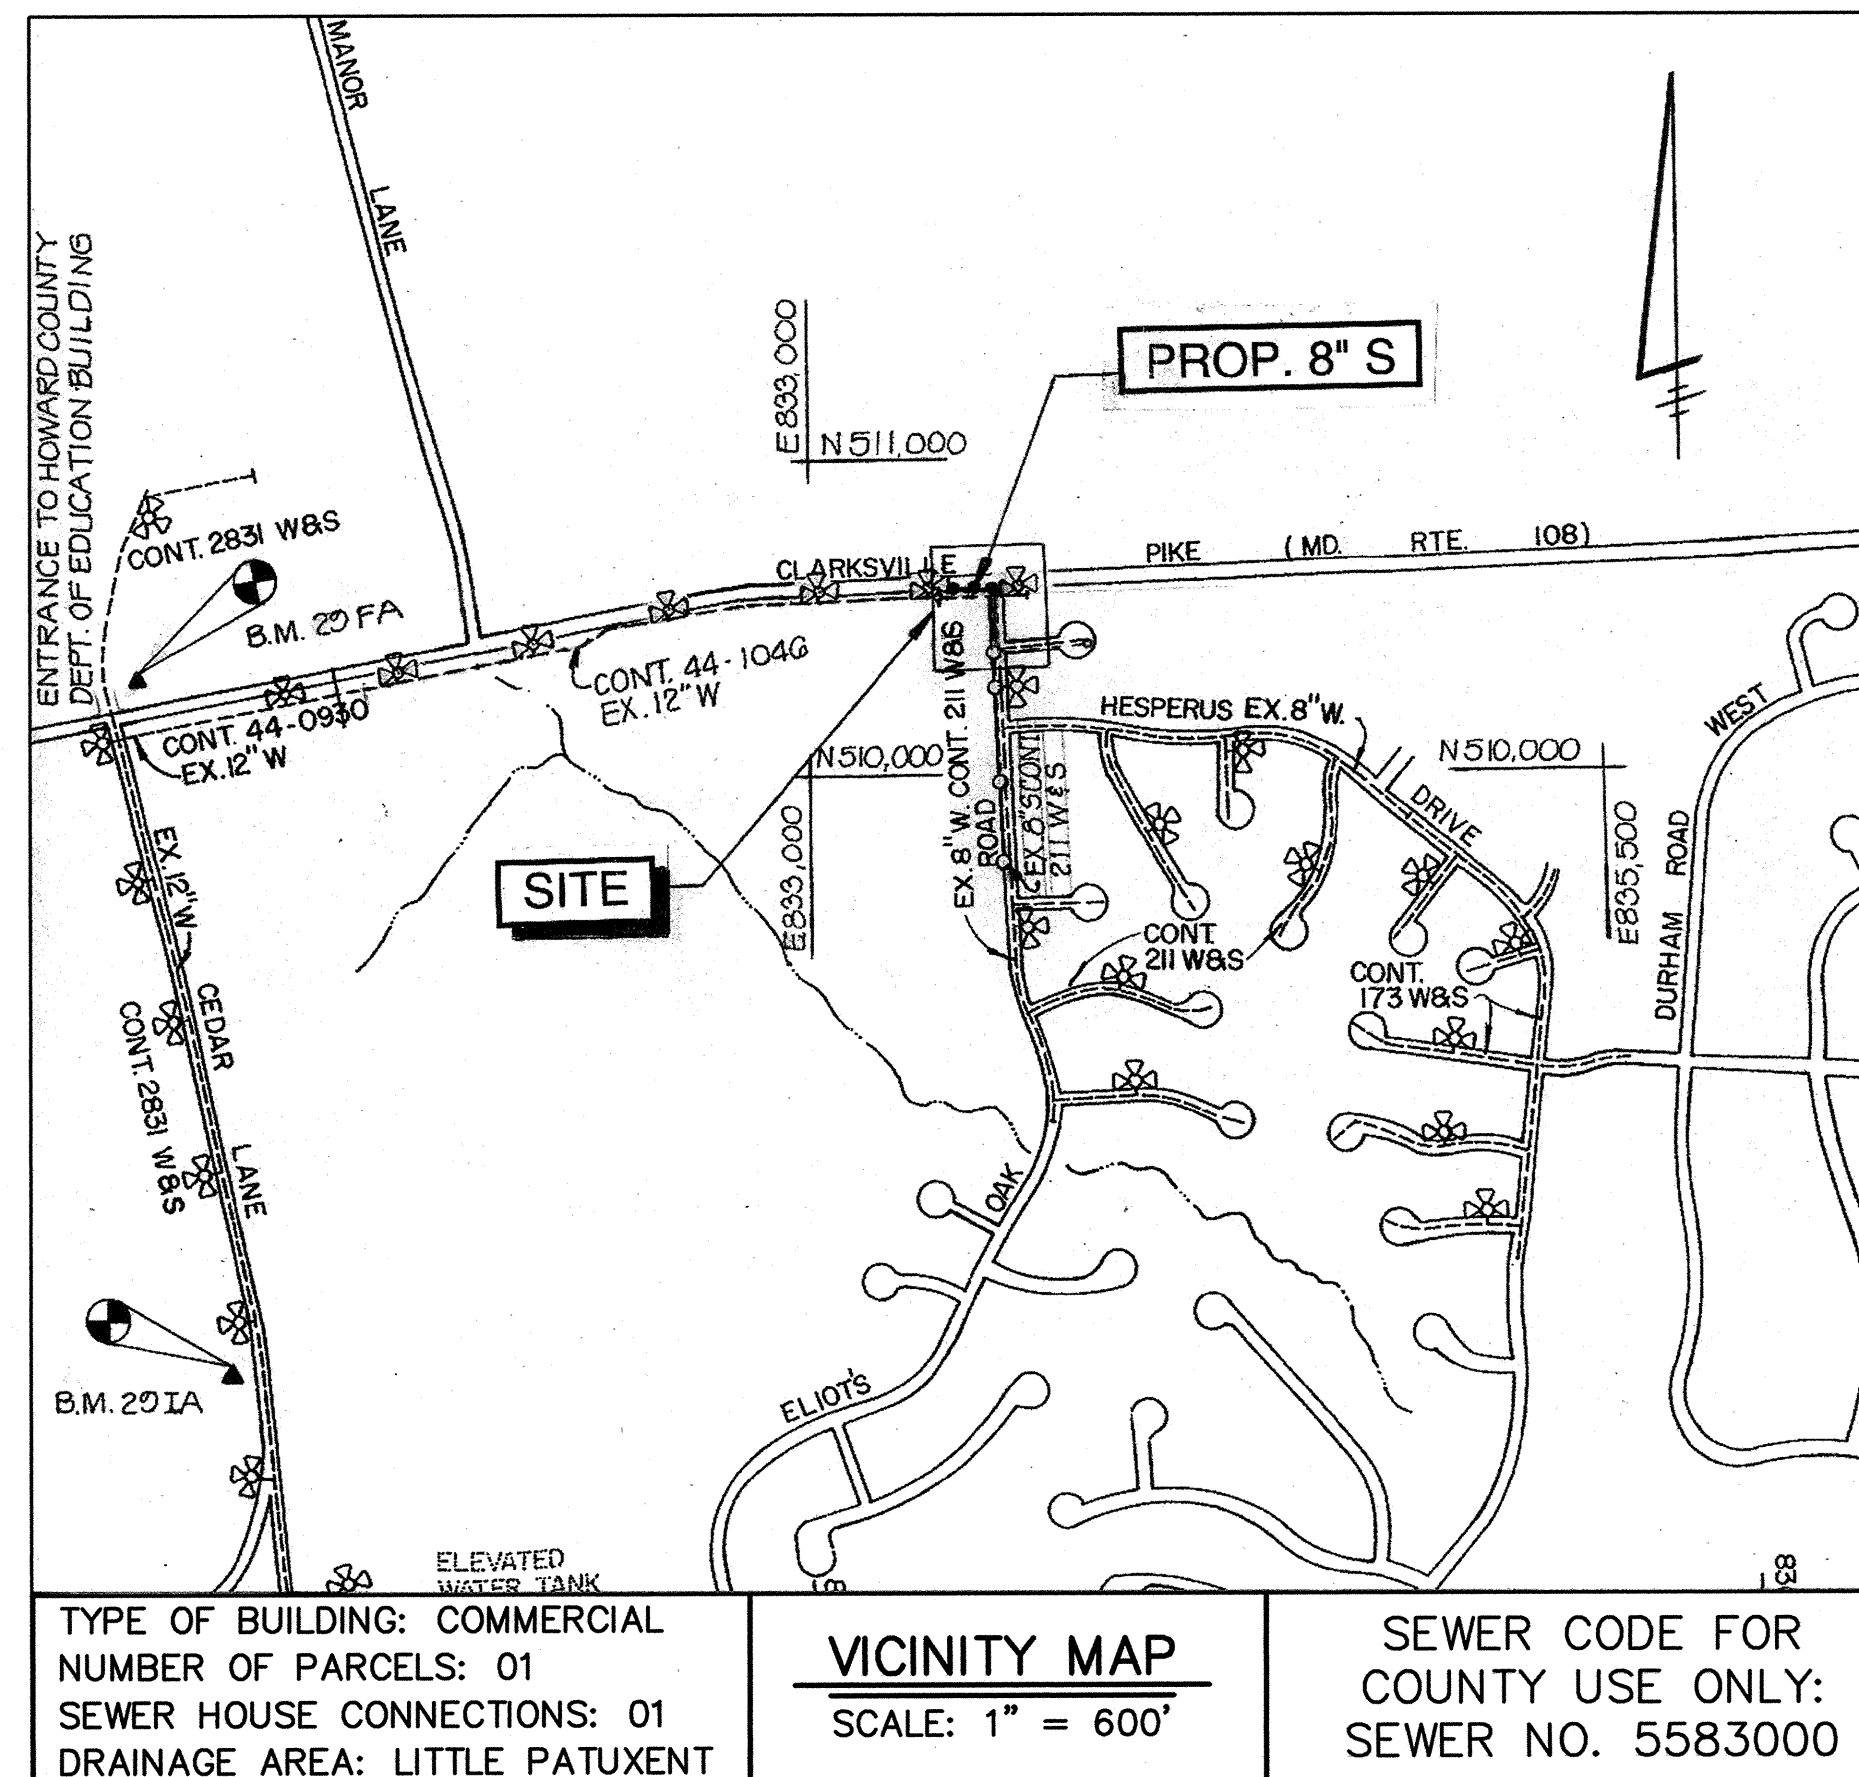 MANOR
LANE
ENTRANCE TO HOWARD COUNTY
DEPT. OF EDUCATION BUILDING
E833,000
N511,000
PROP. 8" S
CONT. 2831 W&S
B.M. 29 FA
CLARKSVILLE
PIKE (MD. RTE. 108)
CONT. 44-1046
EX. 12" W
CONT. 44-0930
EX. 12" W
HESPERUS EX. 8" W.
DRIVE
N510,000
E833,000
N510,000
E835,500
WEST
DURHAM ROAD
EX. 8" W. CONT. 211 W&S
ROAD
EX. 8" S CONT
211 W & S
SITE
EX. 12" W
CEDAR
LANE
CONT. 2831 W&S
CONT.
211 W&S
CONT.
173 W&S
OAK
ELIOT'S
B.M. 29 IA
ELEVATED
WATER TANK
TYPE OF BUILDING: COMMERCIAL
NUMBER OF PARCELS: 01
SEWER HOUSE CONNECTIONS: 01
DRAINAGE AREA: LITTLE PATUXENT
VICINITY MAP
SCALE: 1" = 600'
SEWER CODE FOR
COUNTY USE ONLY:
SEWER NO. 5583000